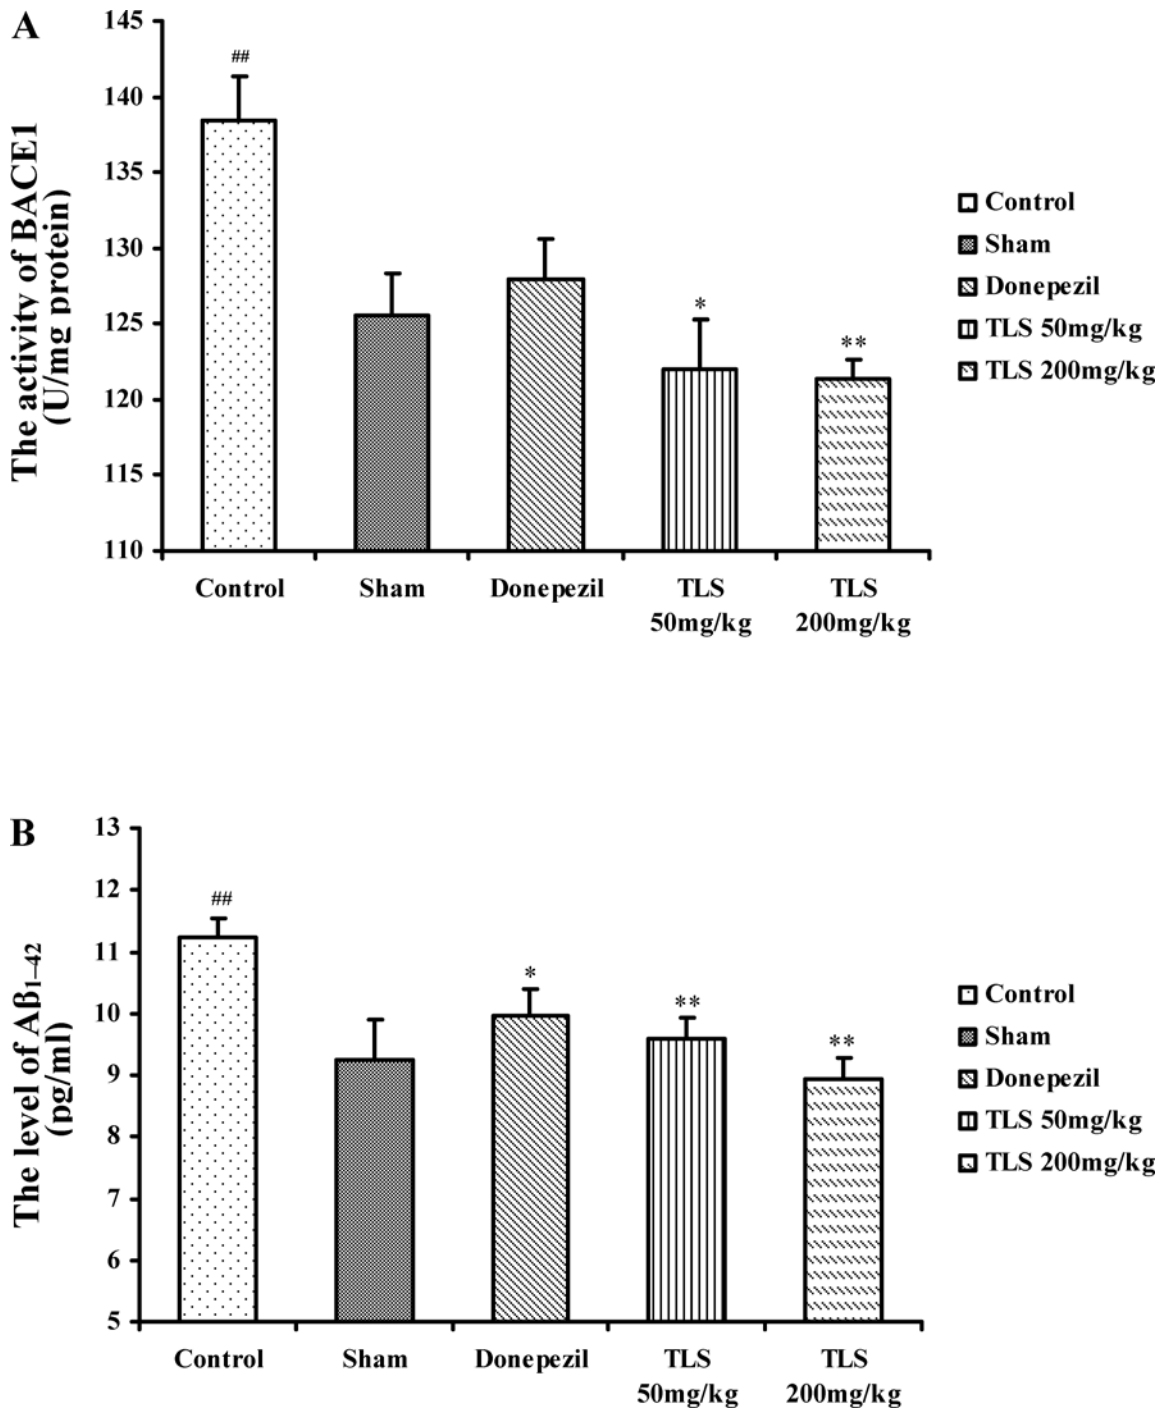 A
The activity of BACE1
(U/mg protein)
145
140
135
130
125
120
115
110
##
*
**
Control
Sham
Donepezil
TLS
50mg/kg
TLS
200mg/kg
Control
Sham
Donepezil
TLS 50mg/kg
TLS 200mg/kg
B
The level of Aß1–42
(pg/ml)
13
12
11
10
9
8
7
6
5
##
*
**
**
Control
Sham
Donepezil
TLS
50mg/kg
TLS
200mg/kg
Control
Sham
Donepezil
TLS 50mg/kg
TLS 200mg/kg